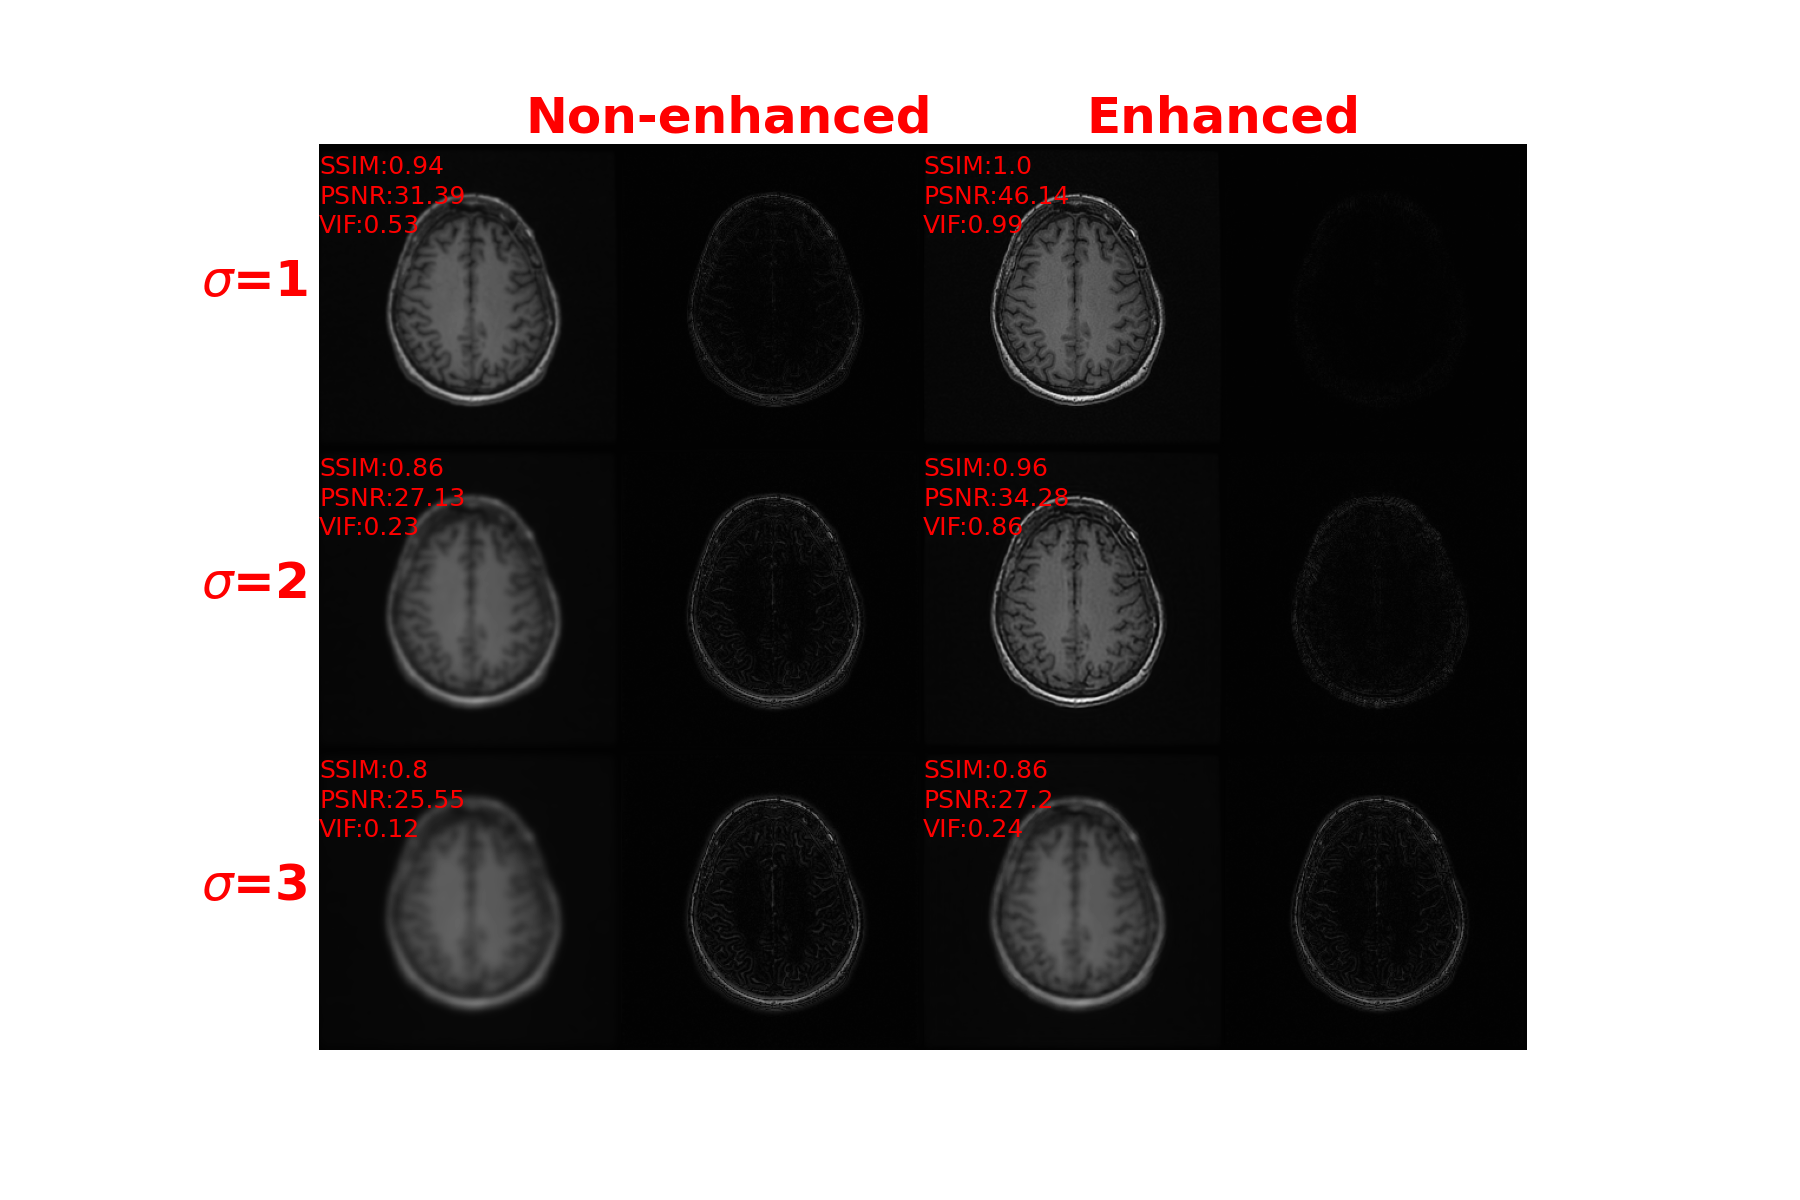 Non-enhanced Enhanced
SSIM:0.94 SSIM:1.0
PSNR:31.39 PSNR:46.14
VIF:0.53 VIF:0.99
σ=1
SSIM:0.86 SSIM:0.96
PSNR:27.13 PSNR:34.28
VIF:0.23 VIF:0.86
σ=2
SSIM:0.8 SSIM:0.86
PSNR:25.55 PSNR:27.2
VIF:0.12 VIF:0.24
σ=3